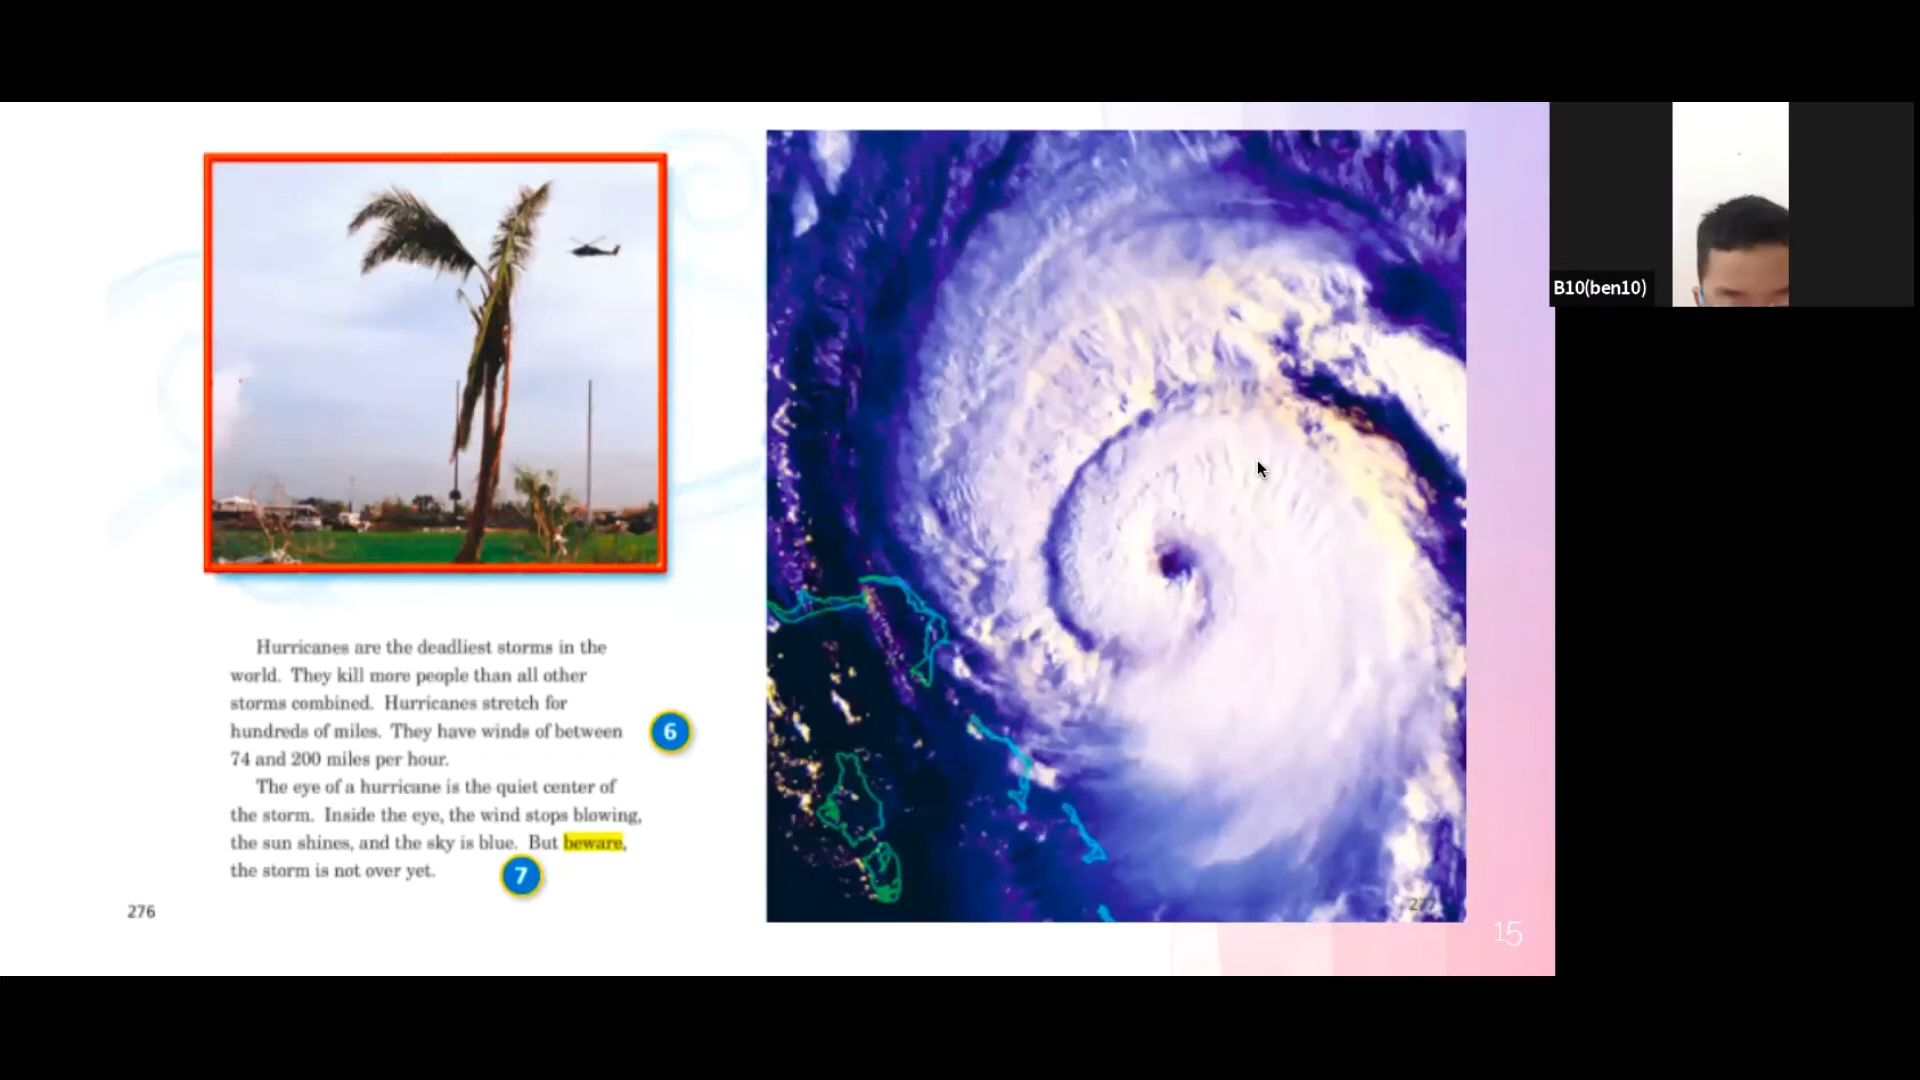 Hurricanes are the deadliest storms in the
world. They kill more people than all other
storms combined. Hurricanes stretch for
hundreds of miles. They have winds of between
74 and 200 miles per hour.
6
The eye of a hurricane is the quiet center of
the storm. Inside the eye, the wind stops blowing,
the sun shines, and the sky is blue. But beware,
the storm is not over yet.
7
276
277
15
B10(ben10)